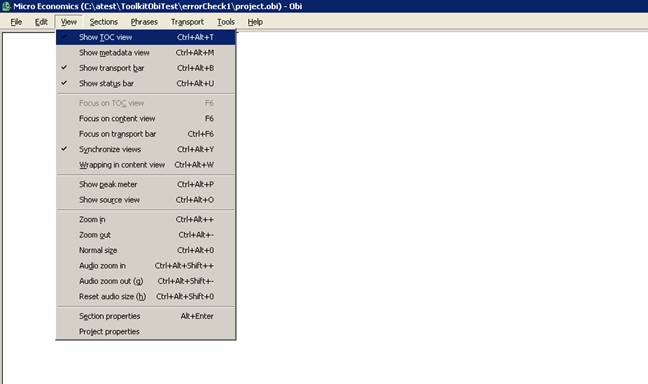 Micro Economics (C:\atest\ToolkitObiTest\errorCheck1\project.obi) - Obi
File Edit View Sections Phrases Transport Tools Help
Show TOC view Ctrl+Alt+T
Show metadata view Ctrl+Alt+M
Show transport bar Ctrl+Alt+B
Show status bar Ctrl+Alt+U
Focus on TOC view F6
Focus on content view F6
Focus on transport bar Ctrl+F6
Synchronize views Ctrl+Alt+Y
Wrapping in content view Ctrl+Alt+W
Show peak meter Ctrl+Alt+P
Show source view Ctrl+Alt+O
Zoom in Ctrl+Alt++
Zoom out Ctrl+Alt+-
Normal size Ctrl+Alt+0
Audio zoom in Ctrl+Alt+Shift++
Audio zoom out (g) Ctrl+Alt+Shift+-
Reset audio size (h) Ctrl+Alt+Shift+0
Section properties Alt+Enter
Project properties